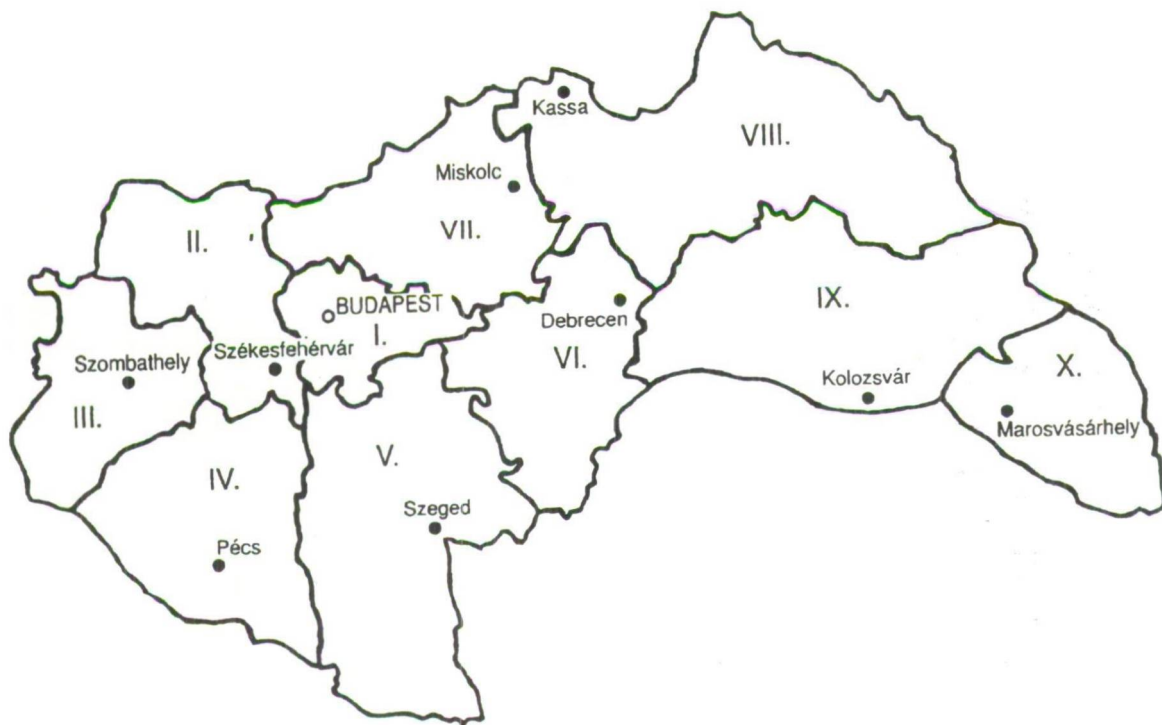 Kassa
VIII.
Miskolc
VII.
II.
IX.
BUDAPEST
I.
Debrecen
VI.
Székesfehérvár
Szombathely
III.
X.
Kolozsvár
Marosvásárhely
V.
IV.
Szeged
Pécs